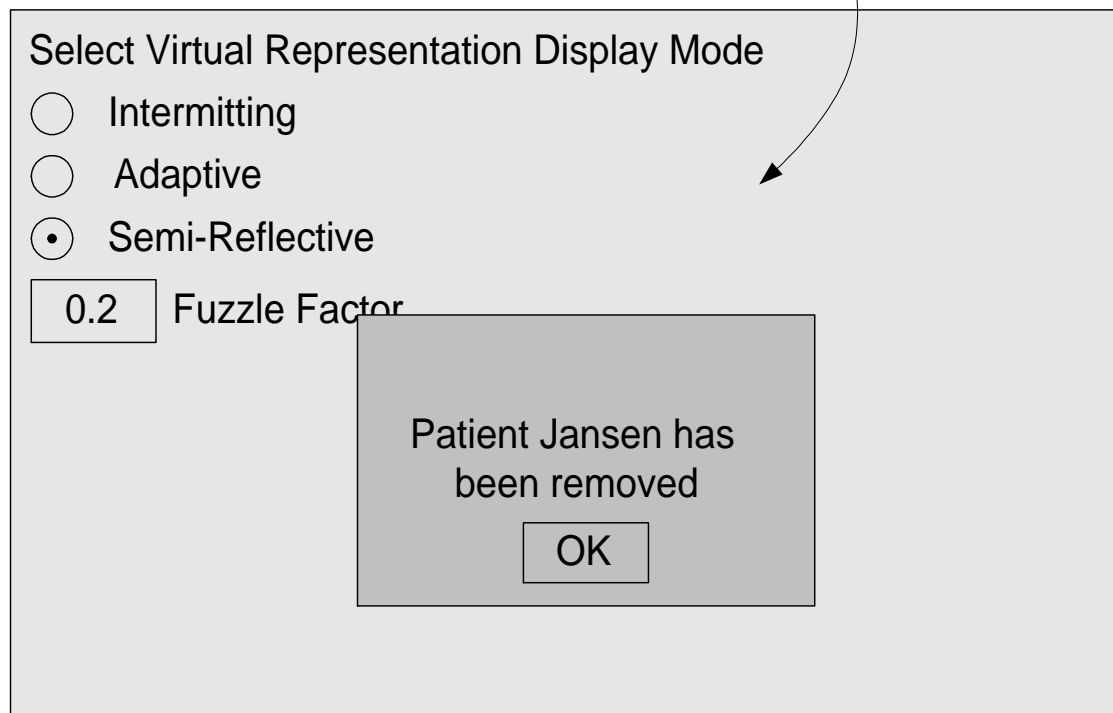 Select Virtual Representation Display Mode
Intermitting
Adaptive
Semi-Reflective
0.2 Fuzzle Factor
Patient Jansen has
been removed
OK